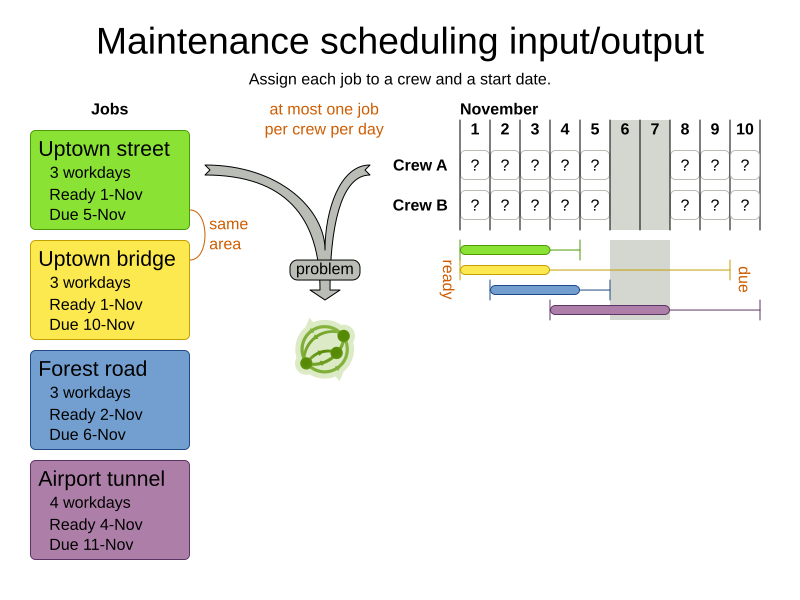 Maintenance scheduling input/output
Assign each job to a crew and a start date.
Jobs
at most one job
per crew per day
November
1 2 3 4 5 6 7 8 9 10
Crew A ? ? ? ? ? ? ? ?
Crew B ? ? ? ? ? ? ? ?
Uptown street
3 workdays
Ready 1-Nov
Due 5-Nov
same
area
Uptown bridge
3 workdays
Ready 1-Nov
Due 10-Nov
Forest road
3 workdays
Ready 2-Nov
Due 6-Nov
Airport tunnel
4 workdays
Ready 4-Nov
Due 11-Nov
problem
ready
due